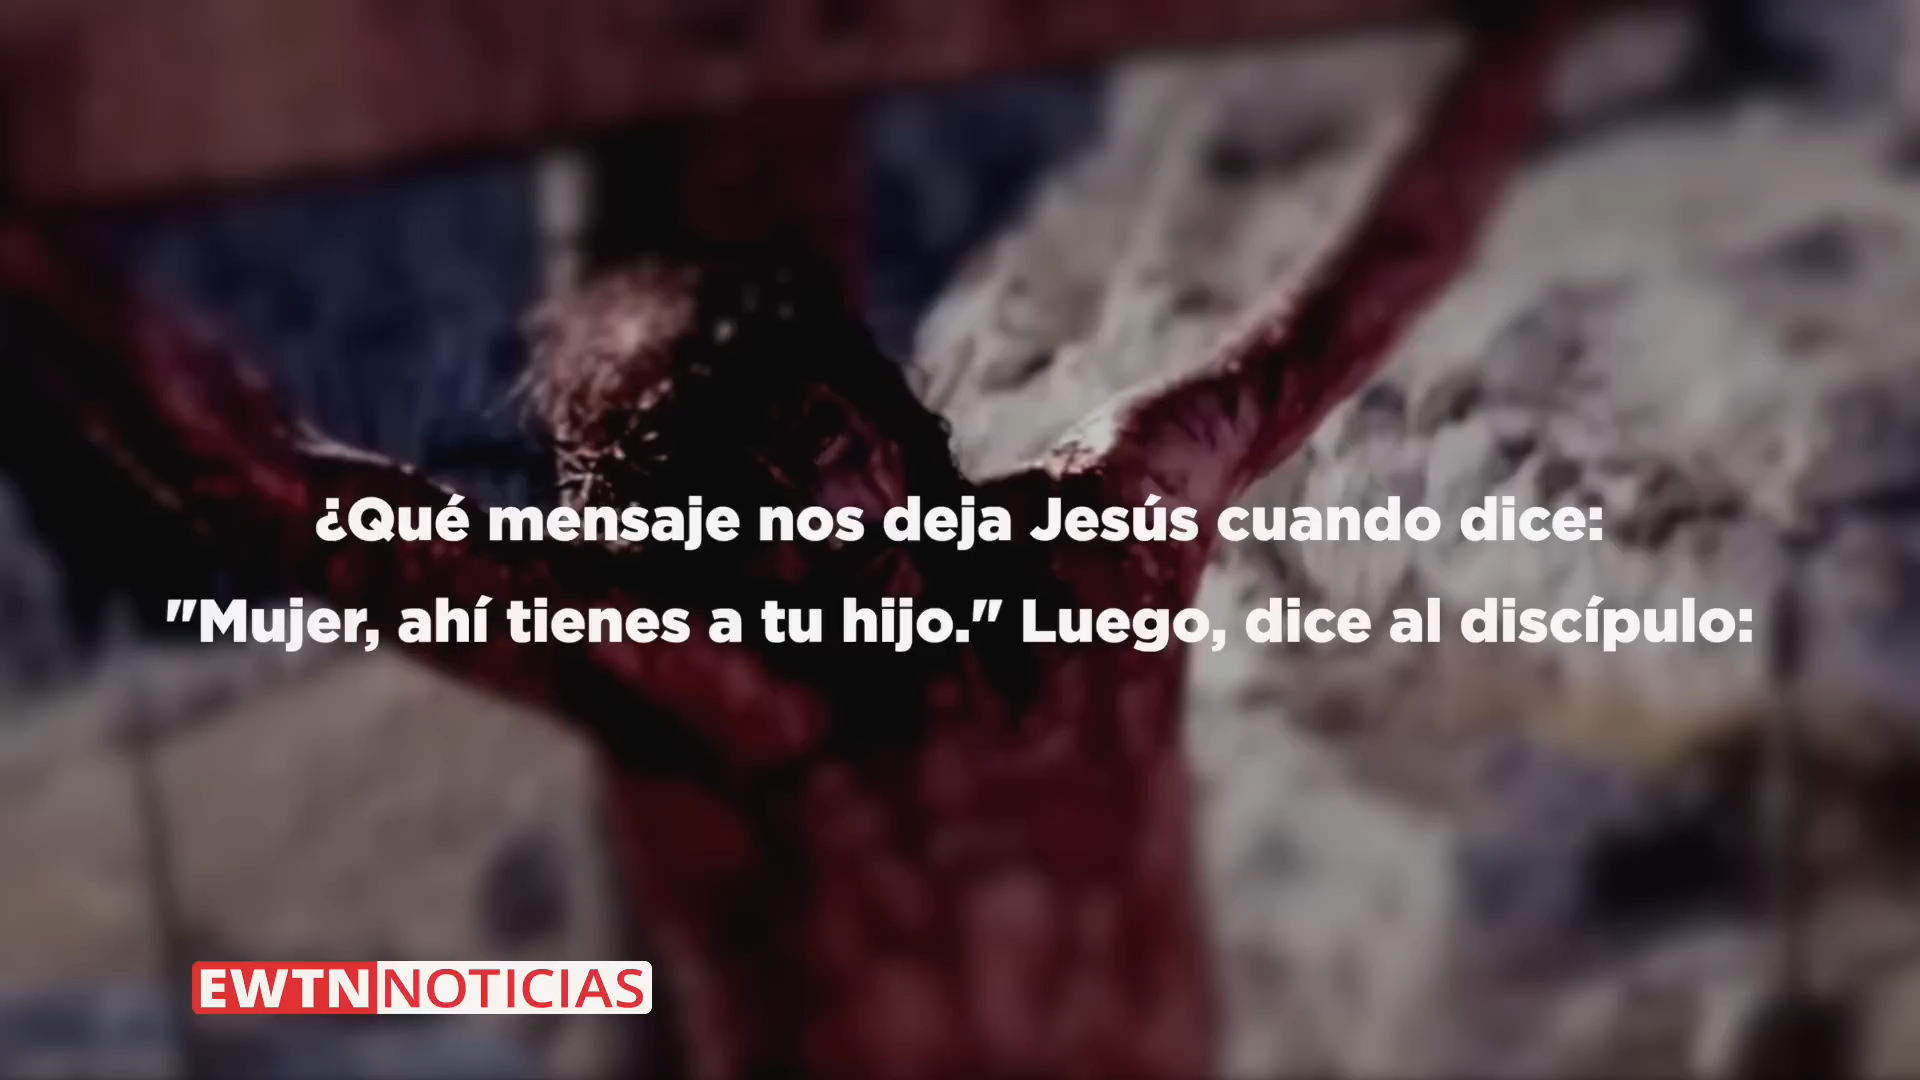 ¿Qué mensaje nos deja Jesús cuando dice:
"Mujer, ahí tienes a tu hijo." Luego, dice al discípulo:
EWTN NOTICIAS